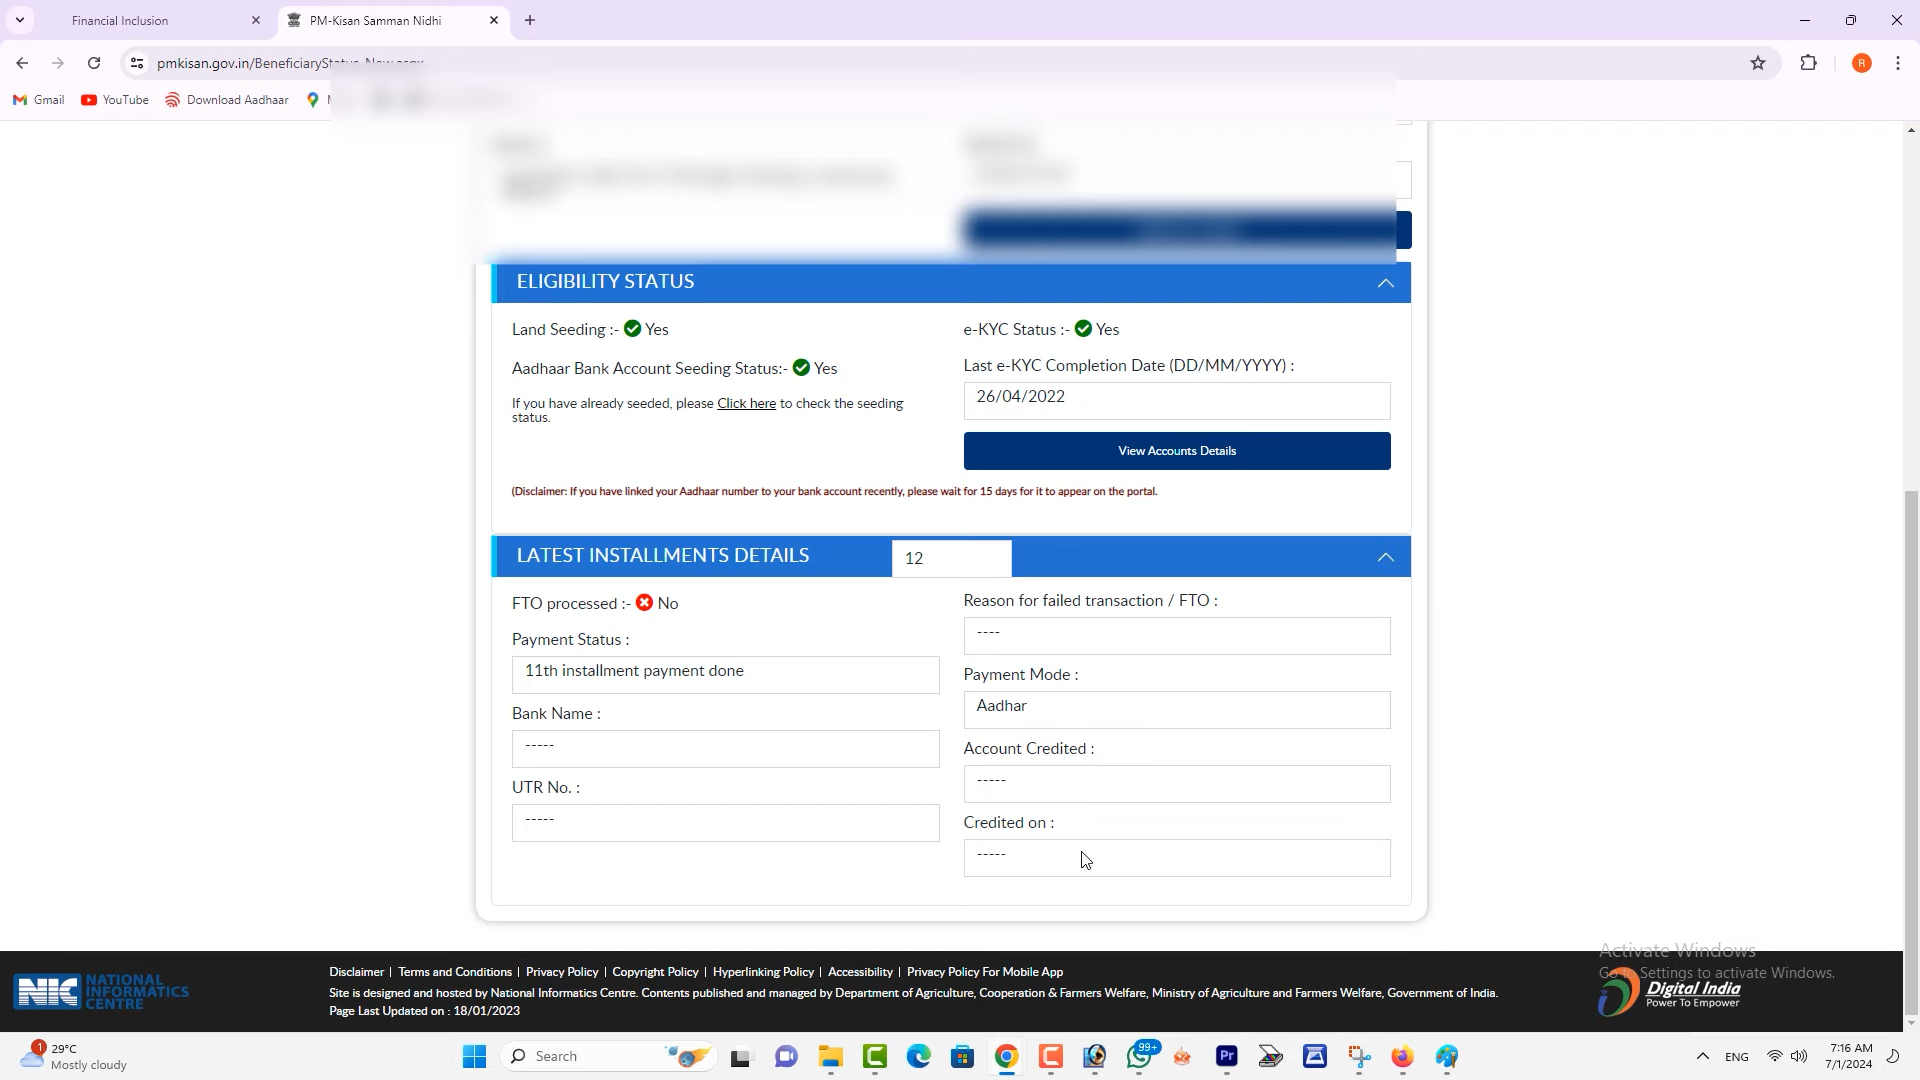 Financial Inclusion
PM-Kisan Samman Nidhi
pmkisan.gov.in/BeneficiaryStatus_New.aspx
Gmail
YouTube
Download Aadhaar
ELIGIBILITY STATUS
Land Seeding :- Yes
e-KYC Status :- Yes
Aadhaar Bank Account Seeding Status:- Yes
Last e-KYC Completion Date (DD/MM/YYYY) :
26/04/2022
If you have already seeded, please Click here to check the seeding
status.
View Accounts Details
(Disclaimer: If you have linked your Aadhaar number to your bank account recently, please wait for 15 days for it to appear on the portal.
LATEST INSTALLMENTS DETAILS
12
FTO processed :- No
Reason for failed transaction / FTO :
----
Payment Status :
11th installment payment done
Payment Mode :
Aadhar
Bank Name :
-----
Account Credited :
-----
UTR No. :
-----
Credited on :
-----
Activate Windows
Go to Settings to activate Windows.
NIC NATIONAL
INFORMATICS
CENTRE
Disclaimer | Terms and Conditions | Privacy Policy | Copyright Policy | Hyperlinking Policy | Accessibility | Privacy Policy For Mobile App
Site is designed and hosted by National Informatics Centre. Contents published and managed by Department of Agriculture, Cooperation & Farmers Welfare, Ministry of Agriculture and Farmers Welfare, Government of India.
Page Last Updated on : 18/01/2023
Digital India
Power To Empower
1
29°C
Mostly cloudy
Search
99+
Pr
ENG
7:16 AM
7/1/2024